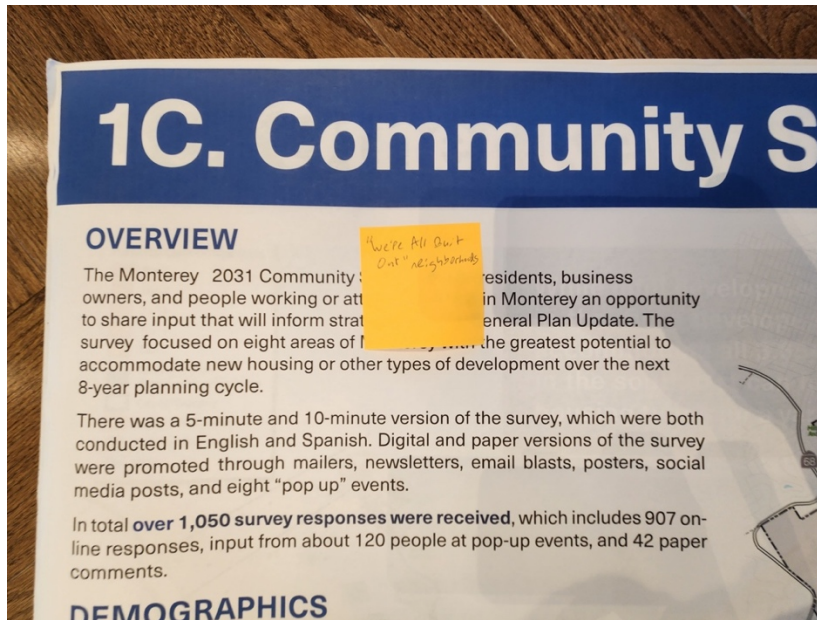 1C. Community S
OVERVIEW
"We're All Built
Out" neighborhoods
The Monterey 2031 Community residents, business
owners, and people working or att in Monterey an opportunity
to share input that will inform strat eneral Plan Update. The
survey focused on eight areas of the greatest potential to
accommodate new housing or other types of development over the next
8-year planning cycle.
There was a 5-minute and 10-minute version of the survey, which were both
conducted in English and Spanish. Digital and paper versions of the survey
were promoted through mailers, newsletters, email blasts, posters, social
media posts, and eight “pop up” events.
In total over 1,050 survey responses were received, which includes 907 on-
line responses, input from about 120 people at pop-up events, and 42 paper
comments.
DEMOGRAPHICS
68